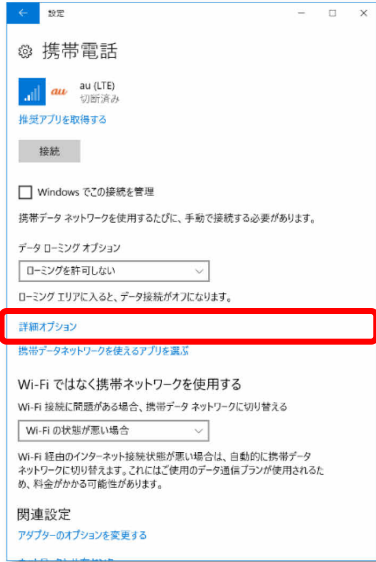 設定
携帯電話
au
au (LTE)
切断済み
推奨アプリを取得する
接続
Windows でこの接続を管理
携帯データ ネットワークを使用するたびに、手動で接続する必要があります。
データ ローミング オプション
ローミングを許可しない
ローミング エリアに入ると、データ接続がオフになります。
詳細オプション
携帯データネットワークを使えるアプリを選ぶ
Wi-Fi ではなく携帯ネットワークを使用する
Wi-Fi 接続に問題がある場合、携帯データ ネットワークに切り替える
Wi-Fi の状態が悪い場合
Wi-Fi 経由のインターネット接続状態が悪い場合は、自動的に携帯データ
ネットワークに切り替えます。これにはご使用のデータ通信プランが使用されるた
め、料金がかかる可能性があります。
関連設定
アダプターのオプションを変更する